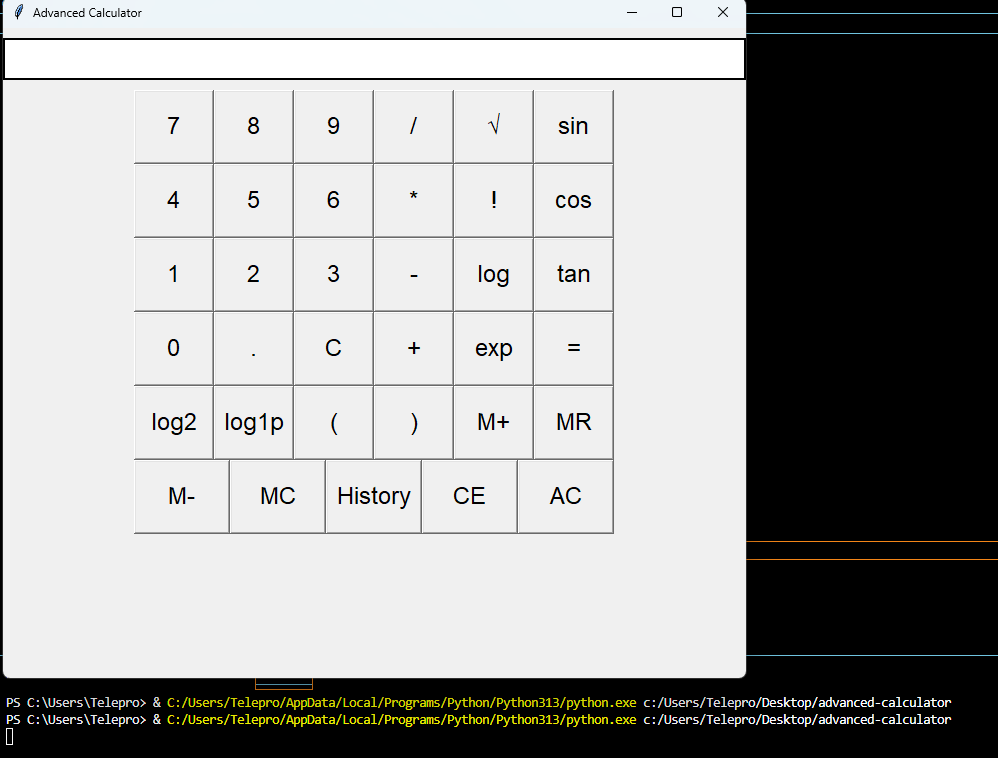 Advanced Calculator
7 8 9 / √ sin
4 5 6 * ! cos
1 2 3 - log tan
0 . C + exp =
log2 log1p ( ) M+ MR
M- MC History CE AC
PS C:\Users\Telepro> & C:/Users/Telepro/AppData/Local/Programs/Python/Python313/python.exe c:/Users/Telepro/Desktop/advanced-calculator
PS C:\Users\Telepro> & C:/Users/Telepro/AppData/Local/Programs/Python/Python313/python.exe c:/Users/Telepro/Desktop/advanced-calculator